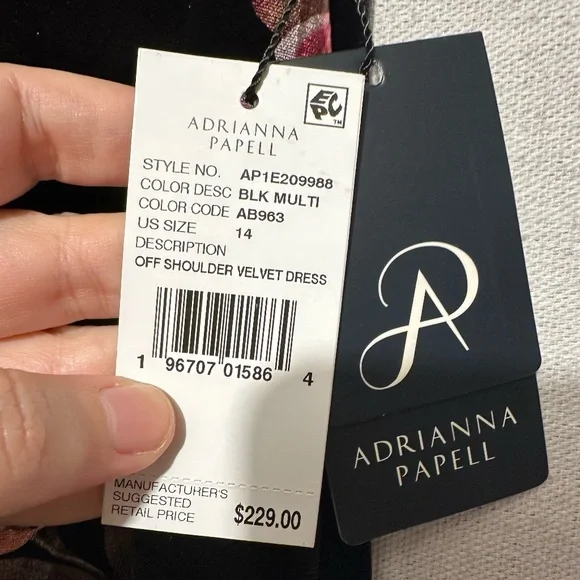 EPC™
ADRIANNA
PAPELL
STYLE NO. AP1E209988
COLOR DESC BLK MULTI
COLOR CODE AB963
US SIZE 14
DESCRIPTION
OFF SHOULDER VELVET DRESS
1 96707 01586 4
MANUFACTURER'S
SUGGESTED
RETAIL PRICE $229.00
AP
ADRIANNA
PAPELL